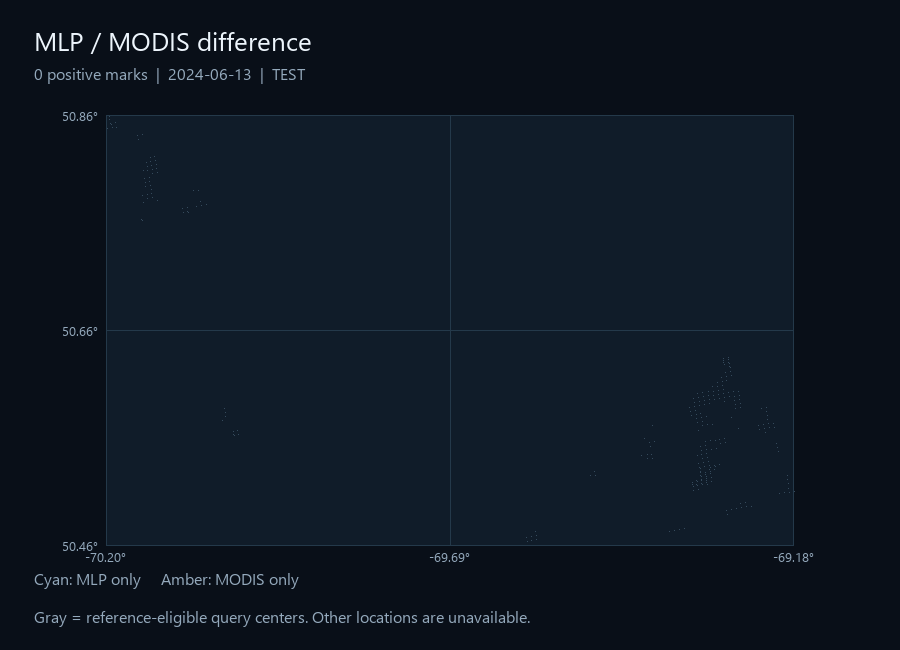 MLP / MODIS difference
0 positive marks | 2024-06-13 | TEST
50.86°
50.66°
50.46°
-70.20° -69.69° -69.18°
Cyan: MLP only Amber: MODIS only
Gray = reference-eligible query centers. Other locations are unavailable.